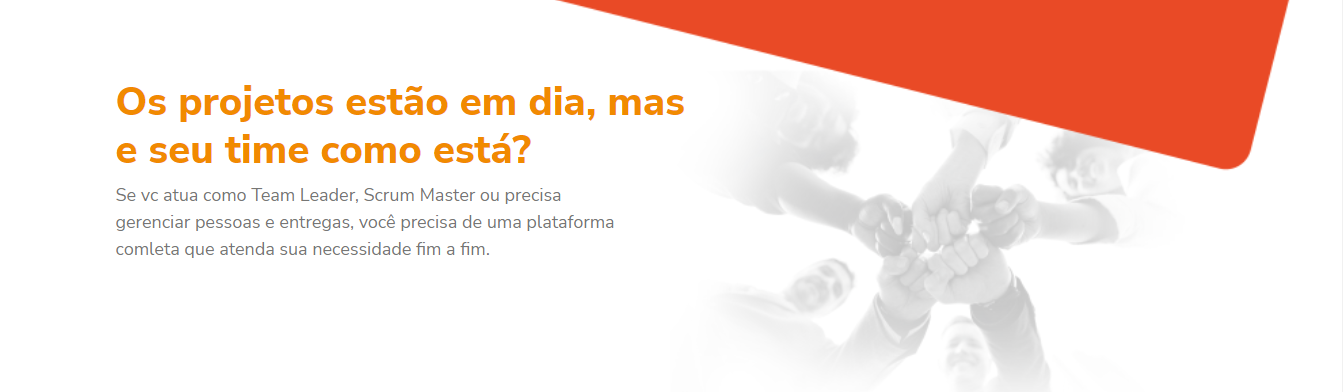 Os projetos estão em dia, mas
e seu time como está?
Se vc atua como Team Leader, Scrum Master ou precisa
gerenciar pessoas e entregas, você precisa de uma plataforma
comleta que atenda sua necessidade fim a fim.